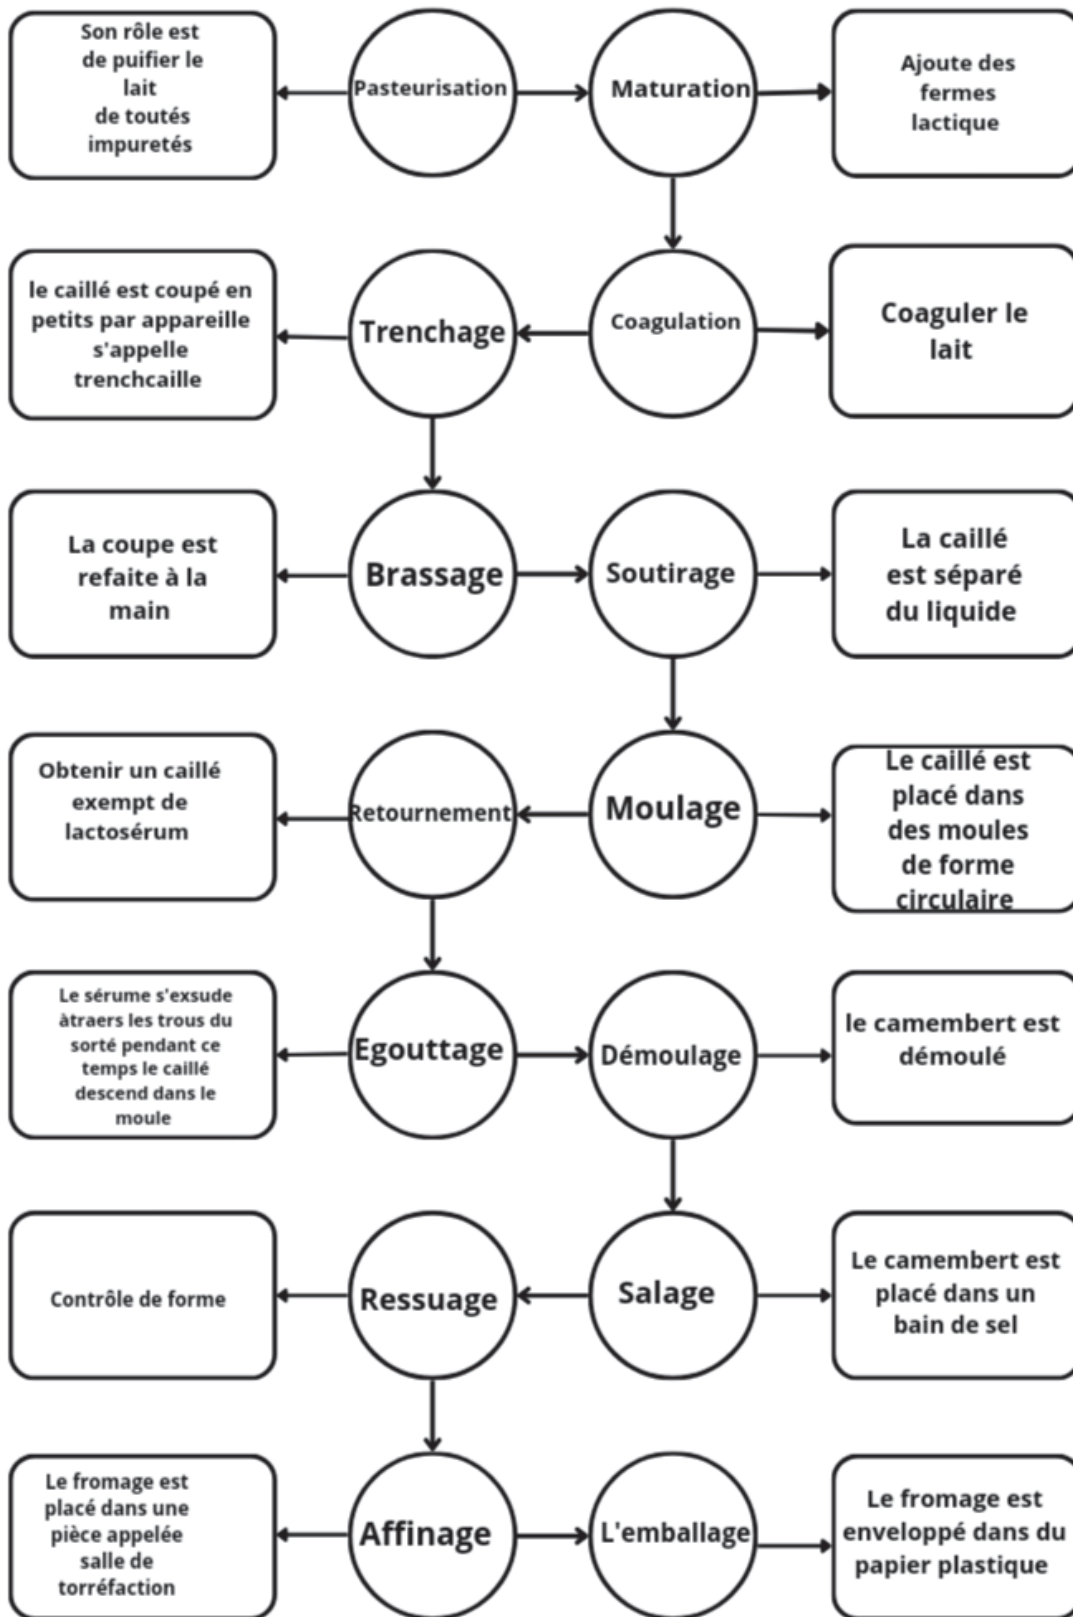 Son rôle est
de puifier le
lait
de toutés
impuretés
Pasteurisation
Maturation
Ajoute des
fermes
lactique
le caillé est coupé en
petits par appareille
s'appelle
trenchcaille
Trenchage
Coagulation
Coaguler le
lait
La coupe est
refaite à la
main
Brassage
Soutirage
La caillé
est séparé
du liquide
Obtenir un caillé
exempt de
lactosérum
Retournement
Moulage
Le caillé est
placé dans
des moules
de forme
circulaire
Le sérume s'exsude
àtraers les trous du
sorté pendant ce
temps le caillé
descend dans le
moule
Egouttage
Démoulage
le camembert est
démoulé
Contrôle de forme
Ressuage
Salage
Le camembert est
placé dans un
bain de sel
Le fromage est
placé dans une
pièce appelée
salle de
torréfaction
Affinage
L'emballage
Le fromage est
enveloppé dans du
papier plastique